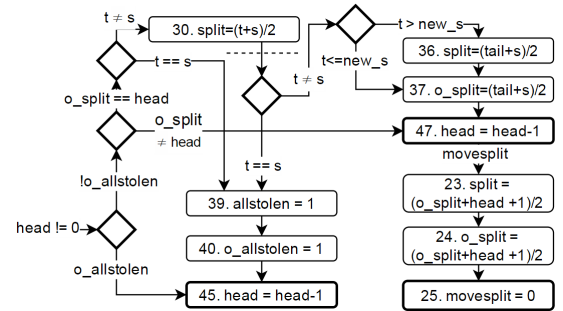 t ≠ s
30. split=(t+s)/2
t > new_s
t<=new_s
36. split=(tail+s)/2
t == s
t ≠ s
37. o_split=(tail+s)/2
o_split == head
o_split
≠ head
47. head = head-1
movesplit
t == s
!o_allstolen
39. allstolen = 1
23. split =
(o_split+head +1)/2
head != 0
40. o_allstolen = 1
24. o_split =
(o_split+head +1)/2
o_allstolen
45. head = head-1
25. movesplit = 0